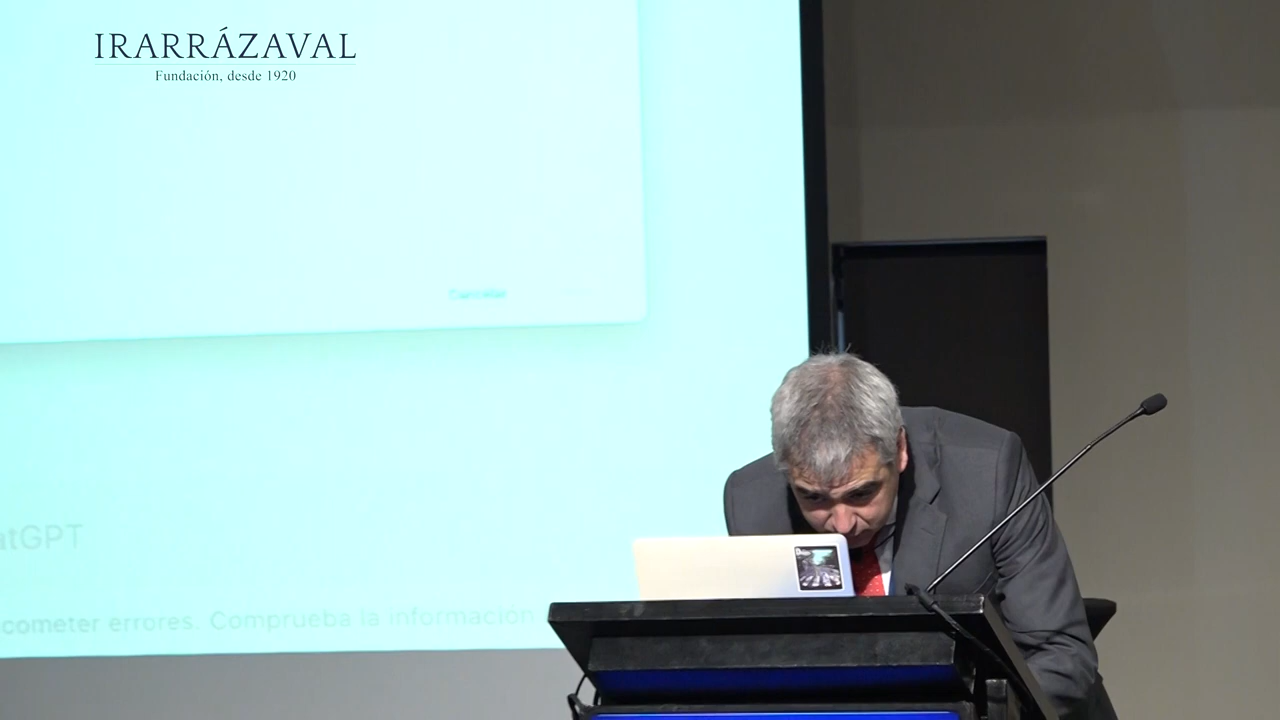 IRARRÁZAVAL
Fundación, desde 1920
Cancelar
atGPT
cometer errores. Comprueba la información